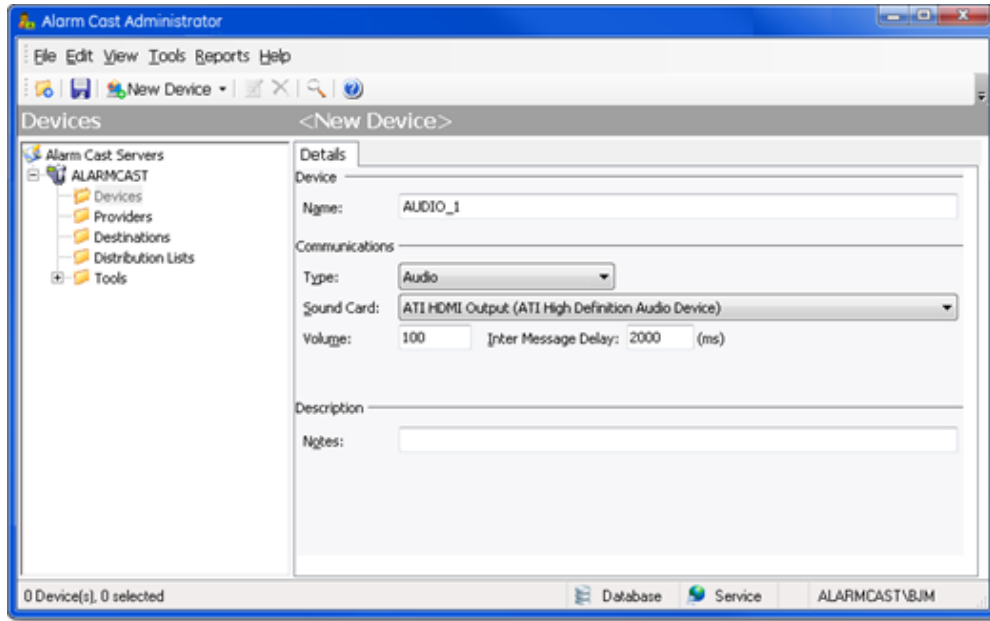 Alarm Cast Administrator
File Edit View Tools Reports Help
New Device
Devices <New Device>
Alarm Cast Servers
ALARMCAST
Devices
Providers
Destinations
Distribution Lists
Tools
Details
Device
Name: AUDIO_1
Communications
Type: Audio
Sound Card: ATI HDMI Output (ATI High Definition Audio Device)
Volume: 100 Inter Message Delay: 2000 (ms)
Description
Notes:
0 Device(s), 0 selected Database Service ALARMCAST\BJM